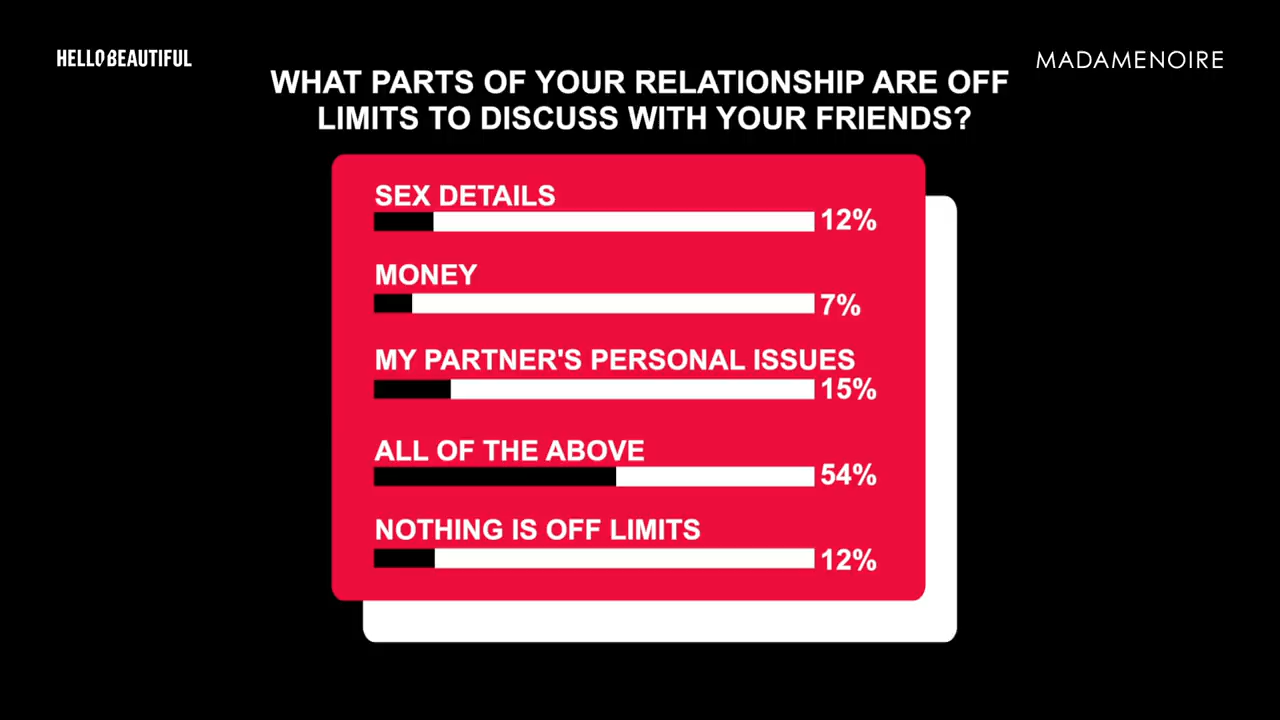 HELLOBEAUTIFUL
MADAMENOIRE
WHAT PARTS OF YOUR RELATIONSHIP ARE OFF
LIMITS TO DISCUSS WITH YOUR FRIENDS?
SEX DETAILS
12%
MONEY
7%
MY PARTNER'S PERSONAL ISSUES
15%
ALL OF THE ABOVE
54%
NOTHING IS OFF LIMITS
12%